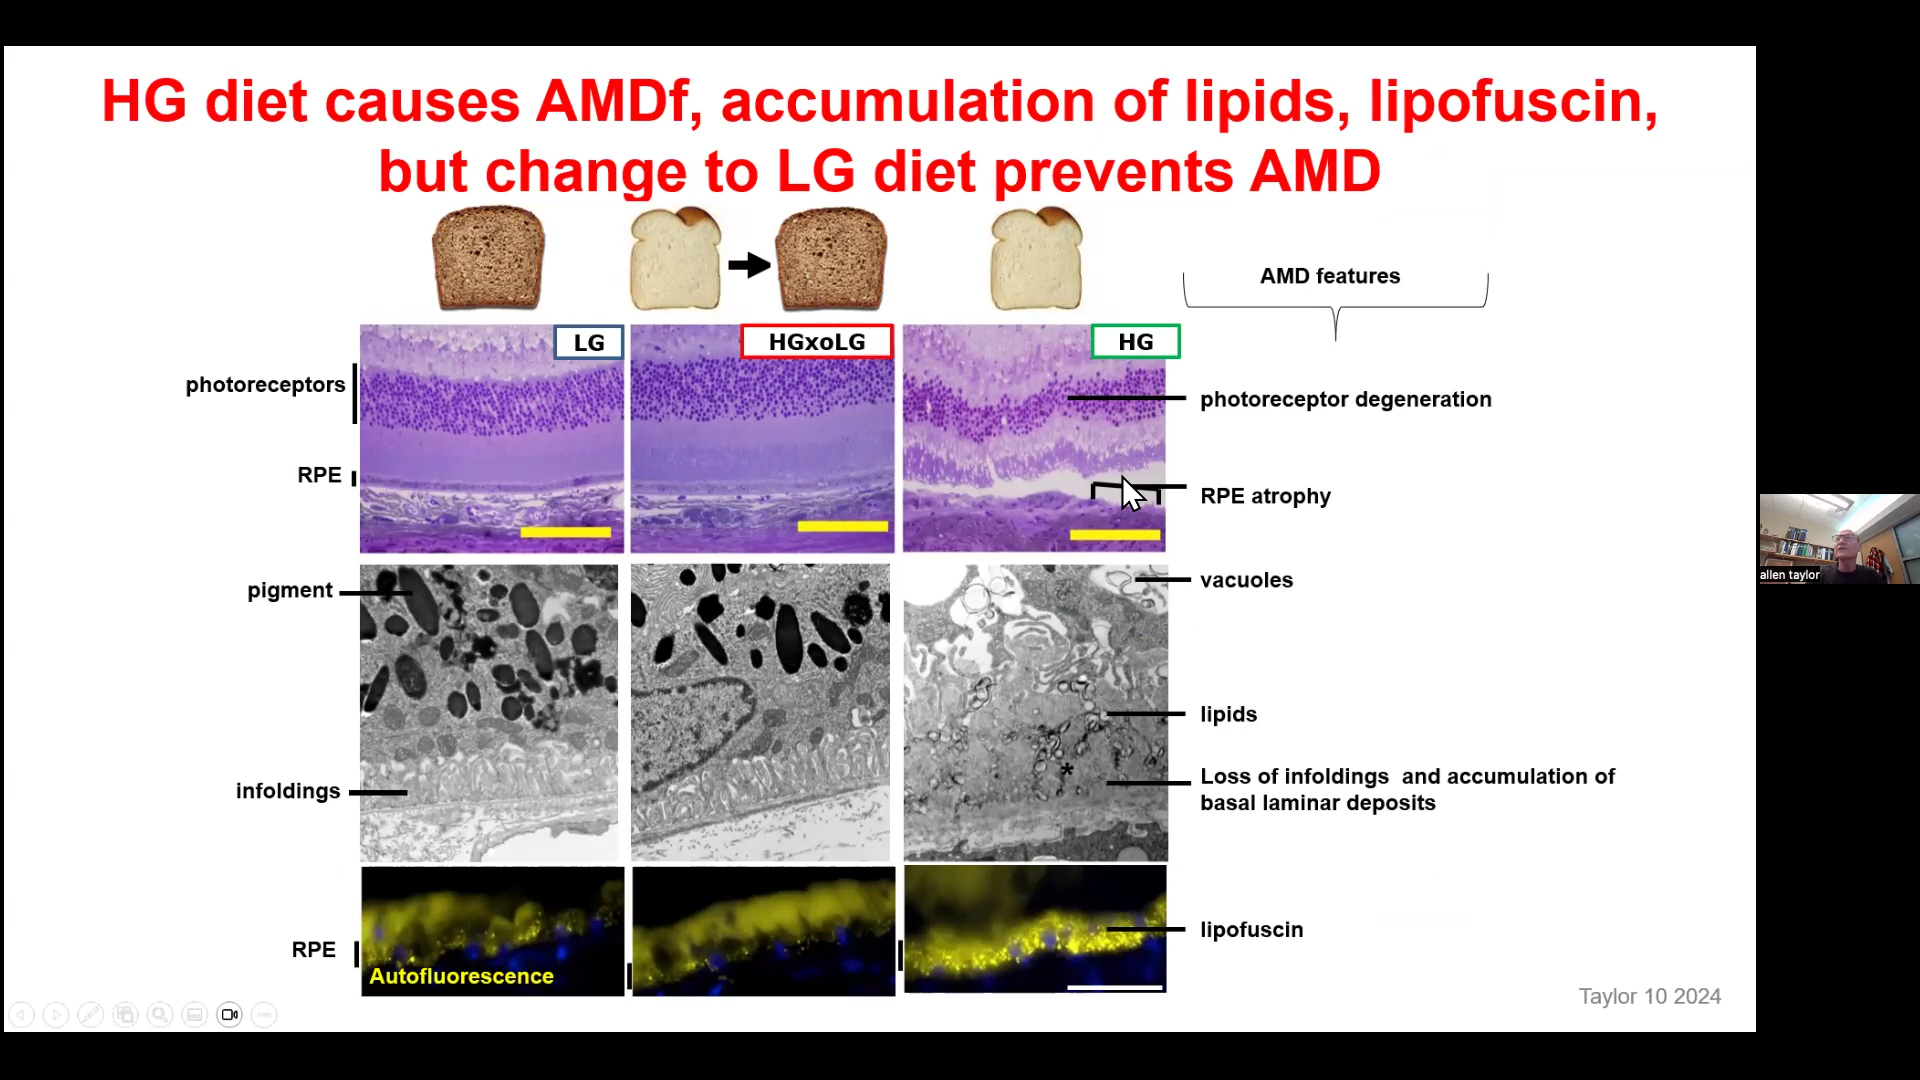 HG diet causes AMDf, accumulation of lipids, lipofuscin,
but change to LG diet prevents AMD
AMD features
LG
HGxoLG
HG
photoreceptors
photoreceptor degeneration
RPE
RPE atrophy
pigment
vacuoles
lipids
infoldings
*
Loss of infoldings and accumulation of
basal laminar deposits
RPE
Autofluorescence
lipofuscin
Taylor 10 2024
allen taylor